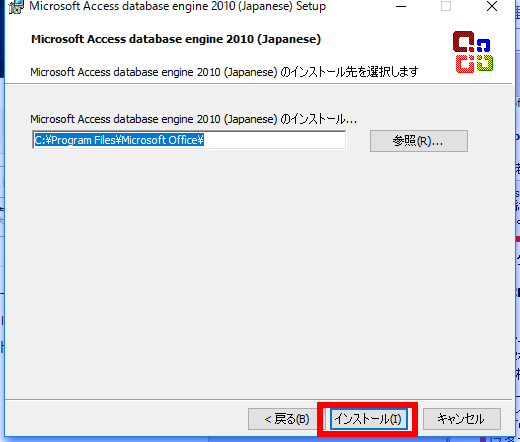 Microsoft Access database engine 2010 (Japanese) Setup
Microsoft Access database engine 2010 (Japanese)
Microsoft Access database engine 2010 (Japanese) のインストール先を選択します
Microsoft Access database engine 2010 (Japanese) のインストール...
C:¥Program Files¥Microsoft Office¥
参照(R)...
< 戻る(B)
インストール(I)
キャンセル